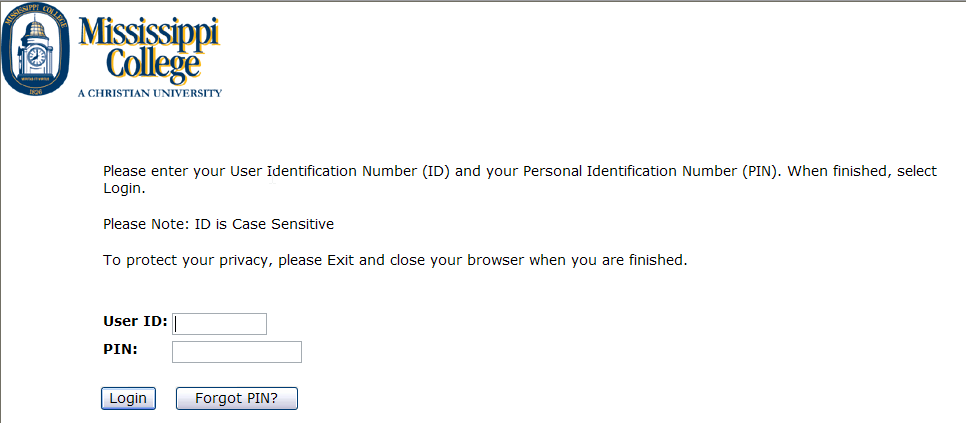 MISSISSIPPI COLLEGE
1826
Mississippi
College
A CHRISTIAN UNIVERSITY
Please enter your User Identification Number (ID) and your Personal Identification Number (PIN). When finished, select
Login.
Please Note: ID is Case Sensitive
To protect your privacy, please Exit and close your browser when you are finished.
User ID:
PIN:
Login Forgot PIN?